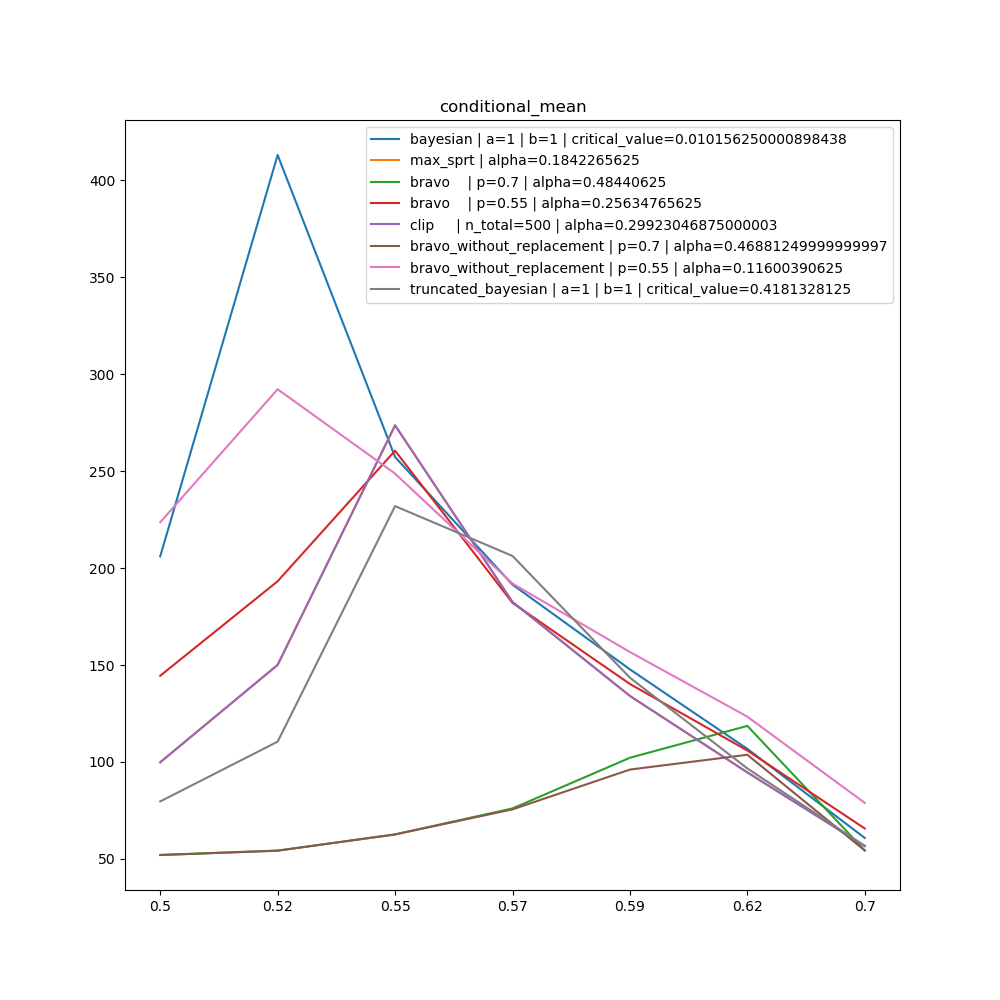 conditional_mean
bayesian | a=1 | b=1 | critical_value=0.010156250000898438
max_sprt | alpha=0.1842265625
bravo    | p=0.7 | alpha=0.48440625
bravo    | p=0.55 | alpha=0.25634765625
clip     | n_total=500 | alpha=0.29923046875000003
bravo_without_replacement | p=0.7 | alpha=0.46881249999999997
bravo_without_replacement | p=0.55 | alpha=0.11600390625
truncated_bayesian | a=1 | b=1 | critical_value=0.4181328125
400
350
300
250
200
150
100
50
0.5 0.52 0.55 0.57 0.59 0.62 0.7